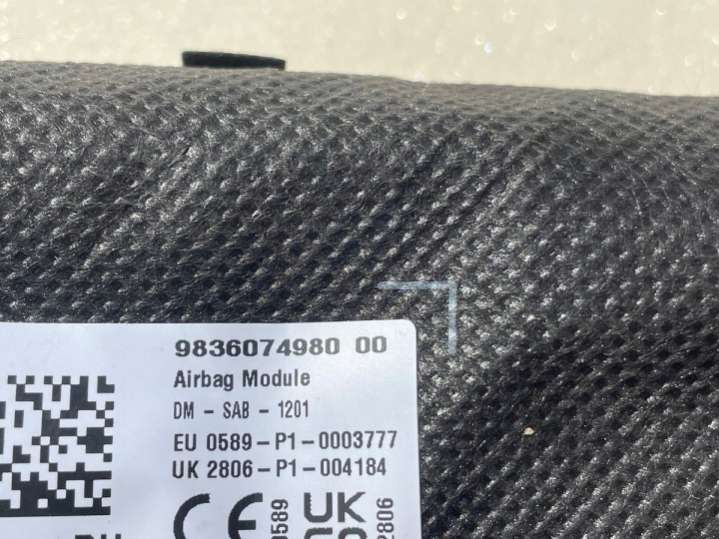 9836074980 00
Airbag Module
DM - SAB - 1201
EU 0589-P1-0003777
UK 2806-P1-004184
CE 0589 UK 2806